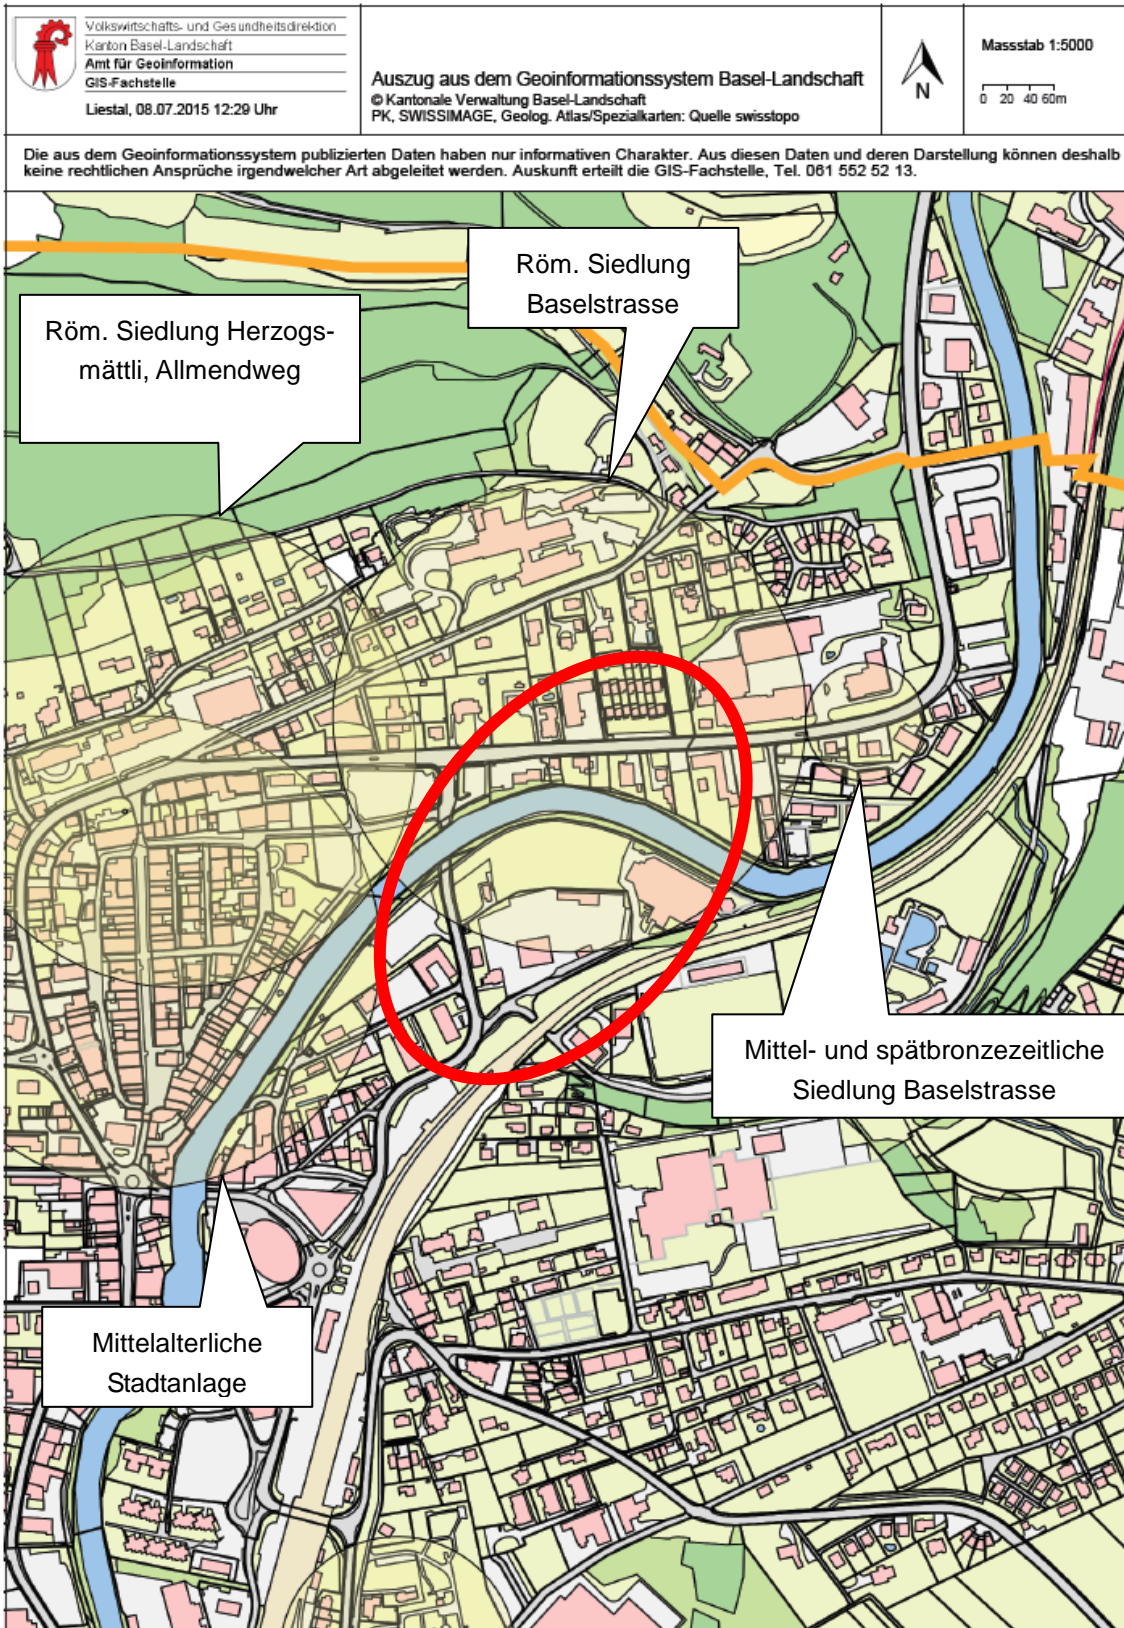 Volkswirtschafts- und Gesundheitsdirektion
Kanton Basel-Landschaft
Amt für Geoinformation
GIS-Fachstelle
Liestal, 08.07.2015 12:29 Uhr
Auszug aus dem Geoinformationssystem Basel-Landschaft
© Kantonale Verwaltung Basel-Landschaft
PK, SWISSIMAGE, Geolog. Atlas/Spezialkarten: Quelle swisstopo
N
Massstab 1:5000
0 20 40 60m
Die aus dem Geoinformationssystem publizierten Daten haben nur informativen Charakter. Aus diesen Daten und deren Darstellung können deshalb
keine rechtlichen Ansprüche irgendwelcher Art abgeleitet werden. Auskunft erteilt die GIS-Fachstelle, Tel. 061 552 52 13.
Röm. Siedlung
Baselstrasse
Röm. Siedlung Herzogs-
mättli, Allmendweg
Mittel- und spätbronzezeitliche
Siedlung Baselstrasse
Mittelalterliche
Stadtanlage